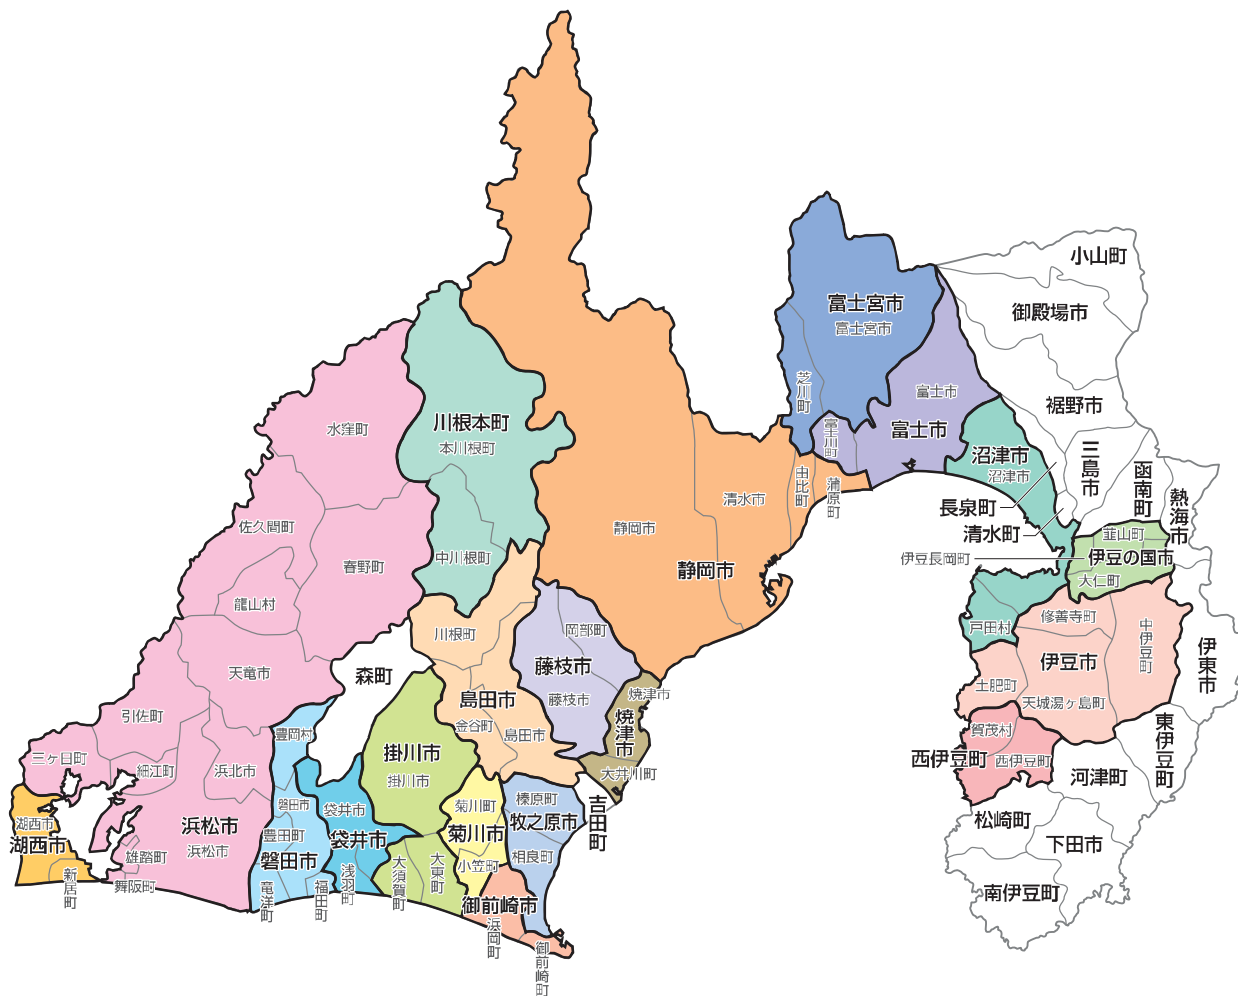 小山町
御殿場市
富士宮市
富士宮市
芝川町
富士市
富士市
富士川町
裾野市
三島市
函南町
熱海市
沼津市
沼津市
長泉町
清水町
韮山町
伊豆長岡町
伊豆の国市
大仁町
戸田村
修善寺町
中伊豆町
伊豆市
土肥町
天城湯ヶ島町
伊東市
賀茂村
西伊豆町
西伊豆町
東伊豆町
河津町
松崎町
下田市
南伊豆町
川根本町
本川根町
中川根町
静岡市
清水市
由比町
蒲原町
静岡市
水窪町
佐久間町
春野町
龍山村
天竜市
引佐町
三ヶ日町
細江町
浜北市
浜松市
浜松市
雄踏町
舞阪町
湖西市
湖西市
新居町
森町
川根町
島田市
金谷町
島田市
岡部町
藤枝市
藤枝市
焼津市
焼津市
大井川町
吉田町
豊岡村
磐田市
豊田町
磐田市
竜洋町
福田町
袋井市
袋井市
浅羽町
掛川市
掛川市
大須賀町
大東町
菊川町
菊川市
小笠町
榛原町
牧之原市
相良町
御前崎市
浜岡町
御前崎町